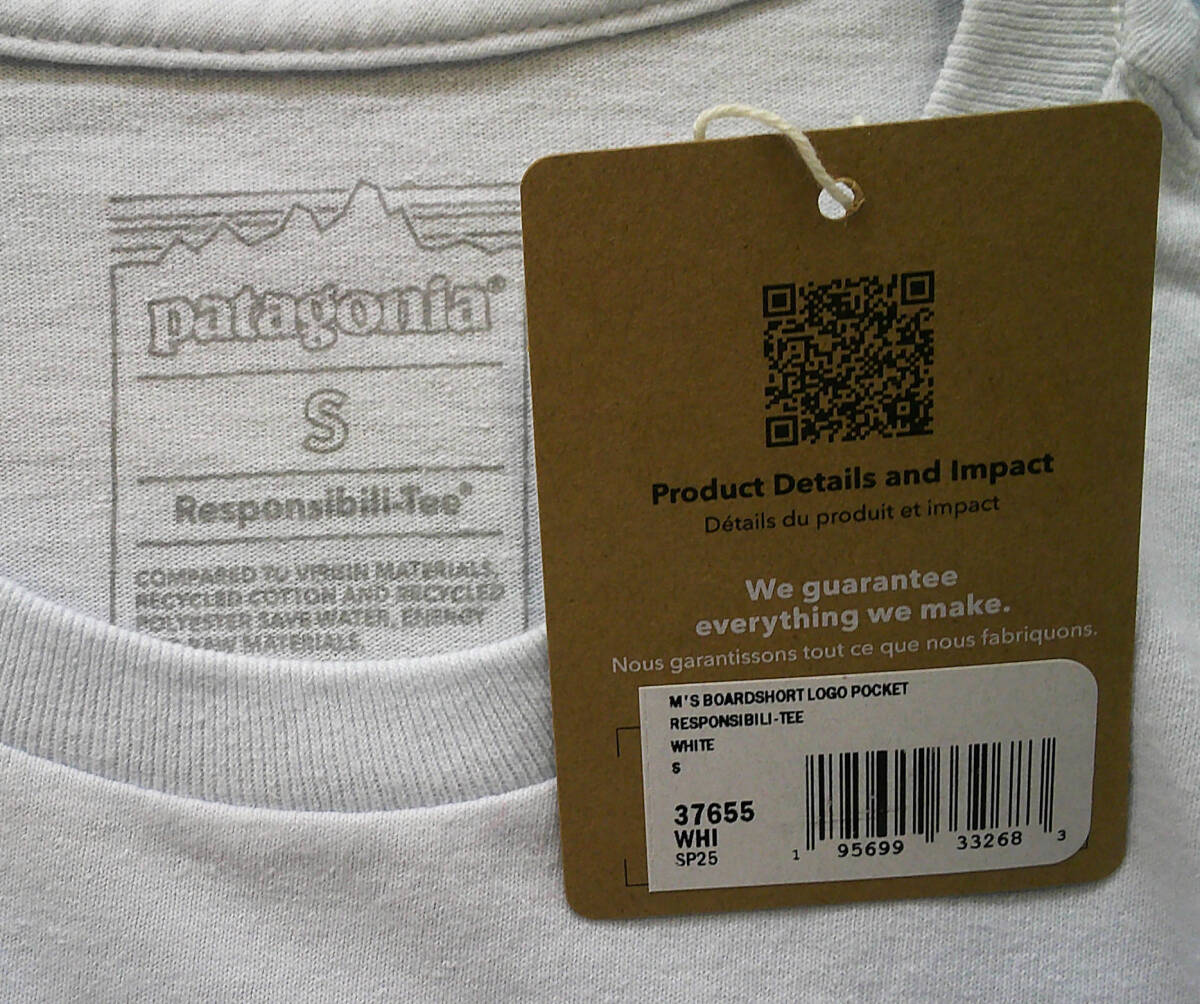 patagonia®
S
Responsibili-Tee®
COMPARED TO VIRGIN MATERIALS,
RECYCLED COTTON AND RECYCLED
POLYESTER SAVE WATER, ENERGY
RAW MATERIALS
Product Details and Impact
Détails du produit et impact
We guarantee
everything we make.
Nous garantissons tout ce que nous fabriquons.
M'S BOARDSHORT LOGO POCKET
RESPONSIBILI-TEE
WHITE
S
37655
WHI
SP25
1 95699 33268 3